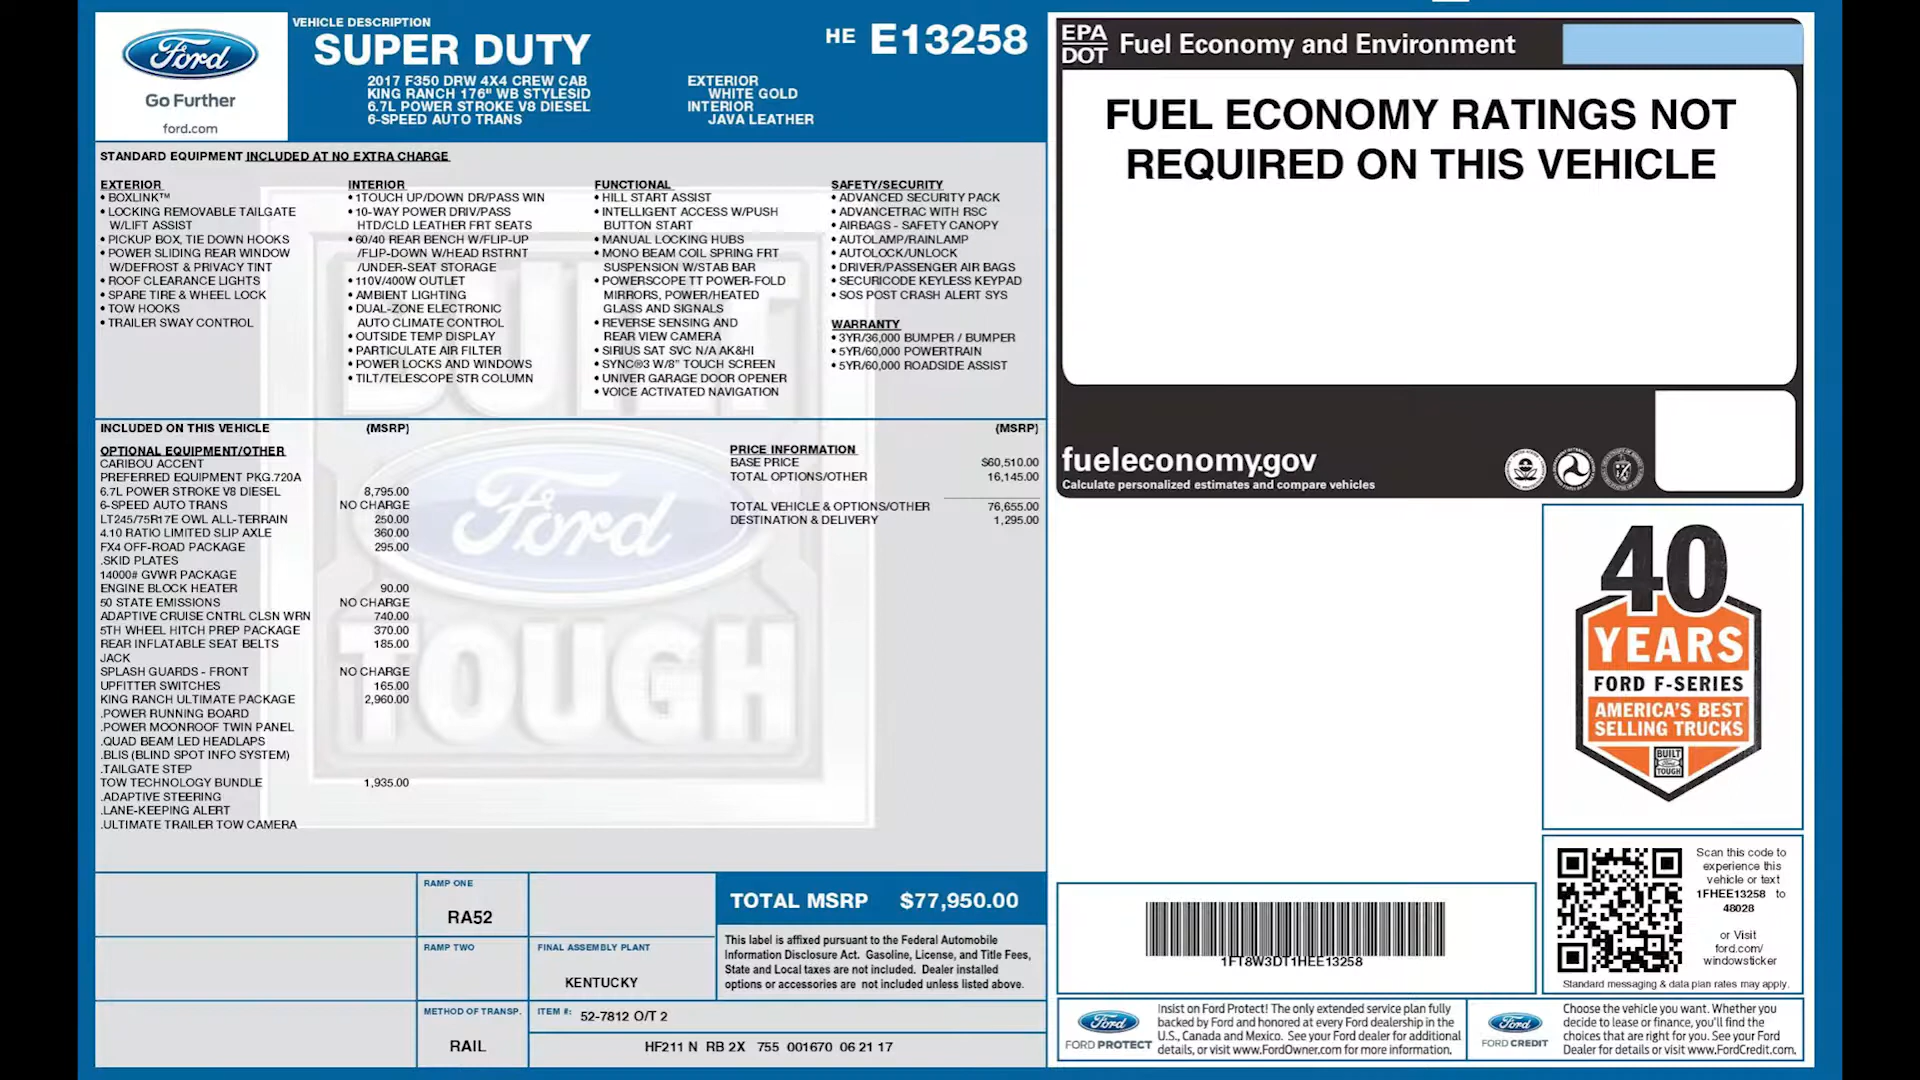 Ford
Go Further
ford.com
VEHICLE DESCRIPTION
SUPER DUTY
2017 F350 DRW 4X4 CREW CAB
KING RANCH 176" WB STYLESID
6.7L POWER STROKE V8 DIESEL
6-SPEED AUTO TRANS
HE E13258
EXTERIOR
WHITE GOLD
INTERIOR
JAVA LEATHER
STANDARD EQUIPMENT INCLUDED AT NO EXTRA CHARGE
EXTERIOR
• BOXLINK™
• LOCKING REMOVABLE TAILGATE
W/LIFT ASSIST
• PICKUP BOX, TIE DOWN HOOKS
• POWER SLIDING REAR WINDOW
W/DEFROST & PRIVACY TINT
• ROOF CLEARANCE LIGHTS
• SPARE TIRE & WHEEL LOCK
• TOW HOOKS
• TRAILER SWAY CONTROL
INTERIOR
• 1TOUCH UP/DOWN DR/PASS WIN
• 10-WAY POWER DRIV/PASS
HTD/CLD LEATHER FRT SEATS
• 60/40 REAR BENCH W/FLIP-UP
/FLIP-DOWN W/HEAD RSTRNT
/UNDER-SEAT STORAGE
• 110V/400W OUTLET
• AMBIENT LIGHTING
• DUAL-ZONE ELECTRONIC
AUTO CLIMATE CONTROL
• OUTSIDE TEMP DISPLAY
• PARTICULATE AIR FILTER
• POWER LOCKS AND WINDOWS
• TILT/TELESCOPE STR COLUMN
FUNCTIONAL
• HILL START ASSIST
• INTELLIGENT ACCESS W/PUSH
BUTTON START
• MANUAL LOCKING HUBS
• MONO BEAM COIL SPRING FRT
SUSPENSION W/STAB BAR
• POWERSCOPE TT POWER-FOLD
MIRRORS, POWER/HEATED
GLASS AND SIGNALS
• REVERSE SENSING AND
REAR VIEW CAMERA
• SIRIUS SAT SVC N/A AK&HI
• SYNC®3 W/8" TOUCH SCREEN
• UNIVER GARAGE DOOR OPENER
• VOICE ACTIVATED NAVIGATION
SAFETY/SECURITY
• ADVANCED SECURITY PACK
• ADVANCETRAC WITH RSC
• AIRBAGS - SAFETY CANOPY
• AUTOLAMP/RAINLAMP
• AUTOLOCK/UNLOCK
• DRIVER/PASSENGER AIR BAGS
• SECURICODE KEYLESS KEYPAD
• SOS POST CRASH ALERT SYS
WARRANTY
• 3YR/36,000 BUMPER / BUMPER
• 5YR/60,000 POWERTRAIN
• 5YR/60,000 ROADSIDE ASSIST
BUILT
Ford
TOUGH
INCLUDED ON THIS VEHICLE (MSRP)
OPTIONAL EQUIPMENT/OTHER
CARIBOU ACCENT
PREFERRED EQUIPMENT PKG.720A
6.7L POWER STROKE V8 DIESEL 8,795.00
6-SPEED AUTO TRANS NO CHARGE
LT245/75R17E OWL ALL-TERRAIN 250.00
4.10 RATIO LIMITED SLIP AXLE 360.00
FX4 OFF-ROAD PACKAGE 295.00
.SKID PLATES
14000# GVWR PACKAGE
ENGINE BLOCK HEATER 90.00
50 STATE EMISSIONS NO CHARGE
ADAPTIVE CRUISE CNTRL CLSN WRN 740.00
5TH WHEEL HITCH PREP PACKAGE 370.00
REAR INFLATABLE SEAT BELTS 185.00
JACK
SPLASH GUARDS - FRONT NO CHARGE
UPFITTER SWITCHES 165.00
KING RANCH ULTIMATE PACKAGE 2,960.00
.POWER RUNNING BOARD
.POWER MOONROOF TWIN PANEL
.QUAD BEAM LED HEADLAPS
.BLIS (BLIND SPOT INFO SYSTEM)
.TAILGATE STEP
TOW TECHNOLOGY BUNDLE 1,935.00
.ADAPTIVE STEERING
.LANE-KEEPING ALERT
.ULTIMATE TRAILER TOW CAMERA
(MSRP)
PRICE INFORMATION
BASE PRICE $60,510.00
TOTAL OPTIONS/OTHER 16,145.00
TOTAL VEHICLE & OPTIONS/OTHER 76,655.00
DESTINATION & DELIVERY 1,295.00
RAMP ONE
RA52
RAMP TWO
FINAL ASSEMBLY PLANT
KENTUCKY
METHOD OF TRANSP.
RAIL
ITEM #: 52-7812 O/T 2
HF211 N RB 2X 755 001670 06 21 17
TOTAL MSRP $77,950.00
This label is affixed pursuant to the Federal Automobile
Information Disclosure Act. Gasoline, License, and Title Fees,
State and Local taxes are not included. Dealer installed
options or accessories are not included unless listed above.
EPA
DOT
Fuel Economy and Environment
FUEL ECONOMY RATINGS NOT
REQUIRED ON THIS VEHICLE
fueleconomy.gov
Calculate personalized estimates and compare vehicles
40
YEARS
FORD F-SERIES
AMERICA'S BEST
SELLING TRUCKS
BUILT
Ford
TOUGH
1FT8W3DT1HEE13258
Scan this code to
experience this
vehicle or text
1FHEE13258 to
48028
or Visit
ford.com/
windowsticker
Standard messaging & data plan rates may apply.
Ford
FORD PROTECT
Insist on Ford Protect! The only extended service plan fully
backed by Ford and honored at every Ford dealership in the
U.S., Canada and Mexico. See your Ford dealer for additional
details, or visit www.FordOwner.com for more information.
Ford
FORD CREDIT
Choose the vehicle you want. Whether you
decide to lease or finance, you'll find the
choices that are right for you. See your Ford
Dealer for details or visit www.FordCredit.com.